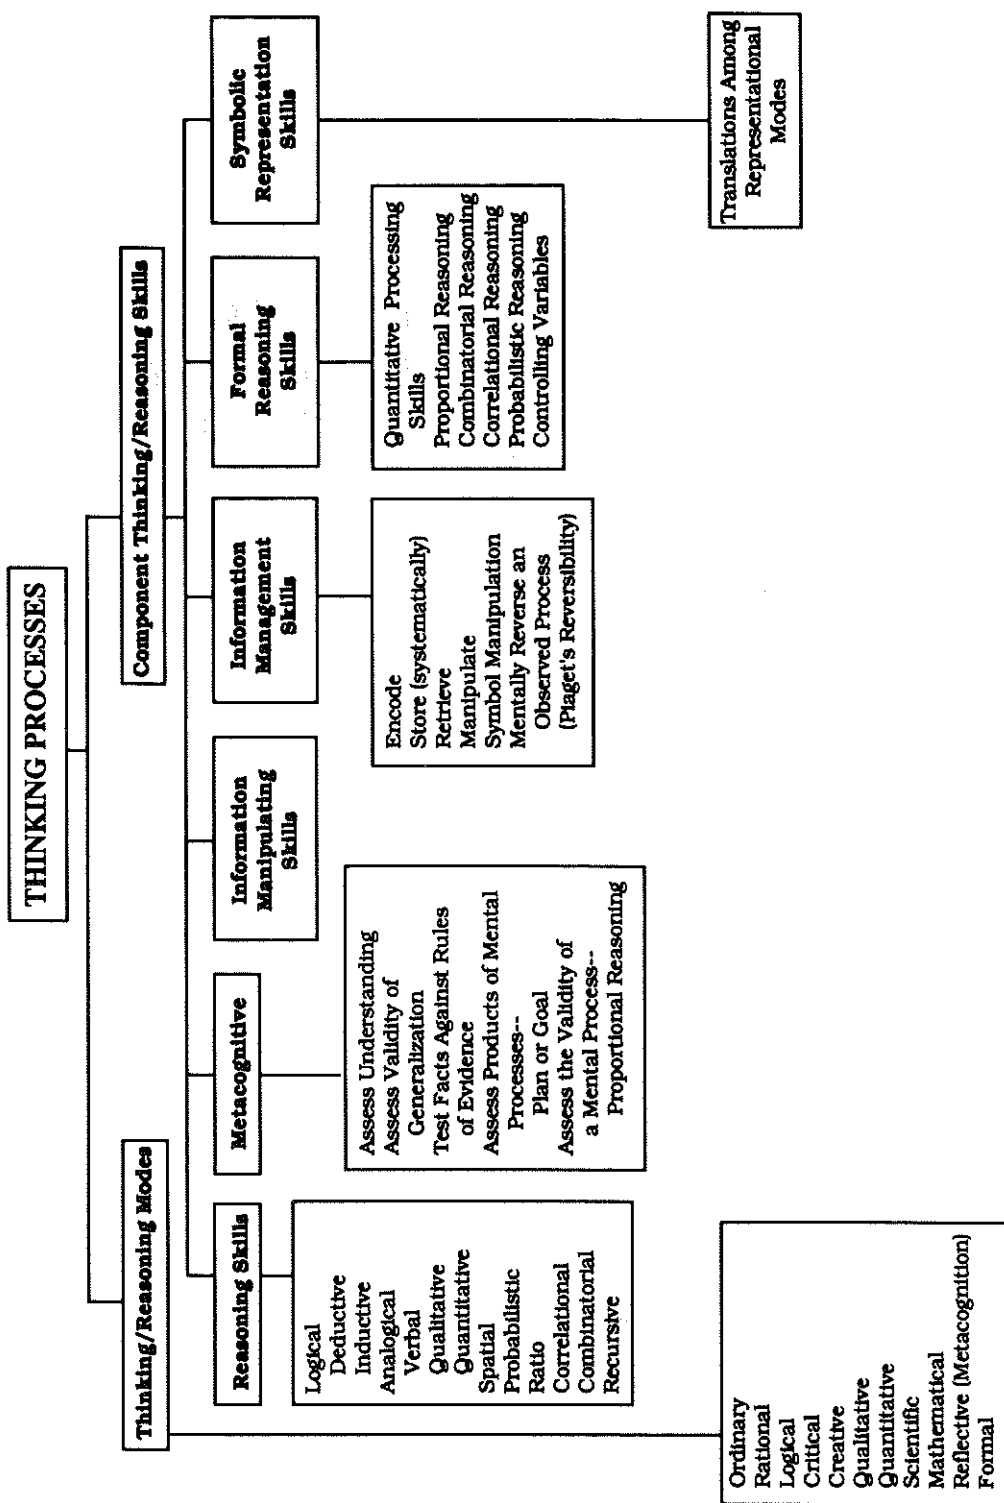 THINKING PROCESSES
Thinking/Reasoning Modes
Component Thinking/Reasoning Skills
Reasoning Skills
Metacognitive
Information
Manipulating
Skills
Information
Management
Skills
Formal
Reasoning
Skills
Symbolic
Representation
Skills
Logical
Deductive
Inductive
Analogical
Verbal
Qualitative
Quantitative
Spatial
Probabilistic
Ratio
Correlational
Combinatorial
Recursive
Assess Understanding
Assess Validity of
Generalization
Test Facts Against Rules
of Evidence
Assess Products of Mental
Processes--
Plan or Goal
Assess the Validity of
a Mental Process--
Proportional Reasoning
Encode
Store (systematically)
Retrieve
Manipulate
Symbol Manipulation
Mentally Reverse an
Observed Process
(Piaget's Reversibility)
Quantitative Processing
Skills
Proportional Reasoning
Combinatorial Reasoning
Correlational Reasoning
Probabilistic Reasoning
Controlling Variables
Ordinary
Rational
Logical
Critical
Creative
Qualitative
Quantitative
Scientific
Mathematical
Reflective (Metacognition)
Formal
Translations Among
Representational
Modes